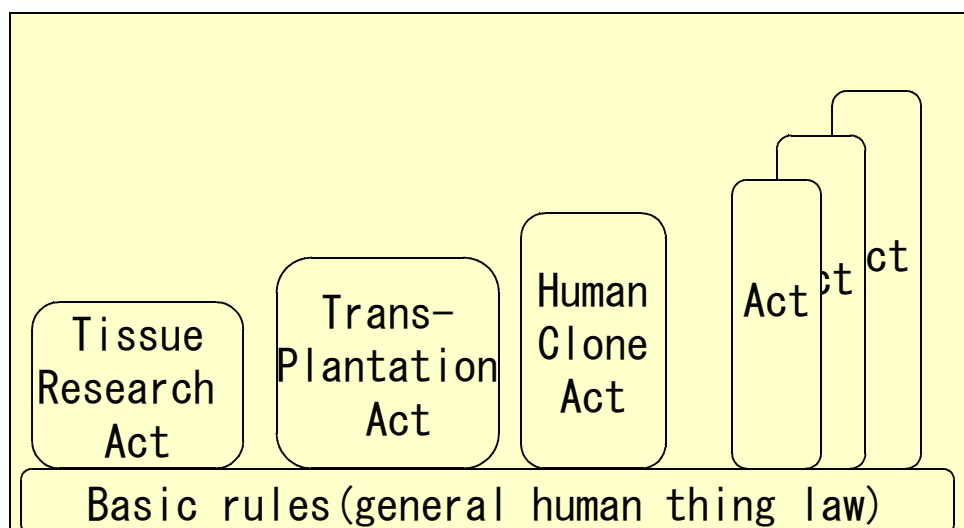 Tissue
Research
Act
Trans-
Plantation
Act
Human
Clone
Act
Act
ct
ct
Basic rules(general human thing law)